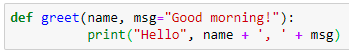 def greet(name, msg="Good morning!"):
        print("Hello", name + ', ' + msg)